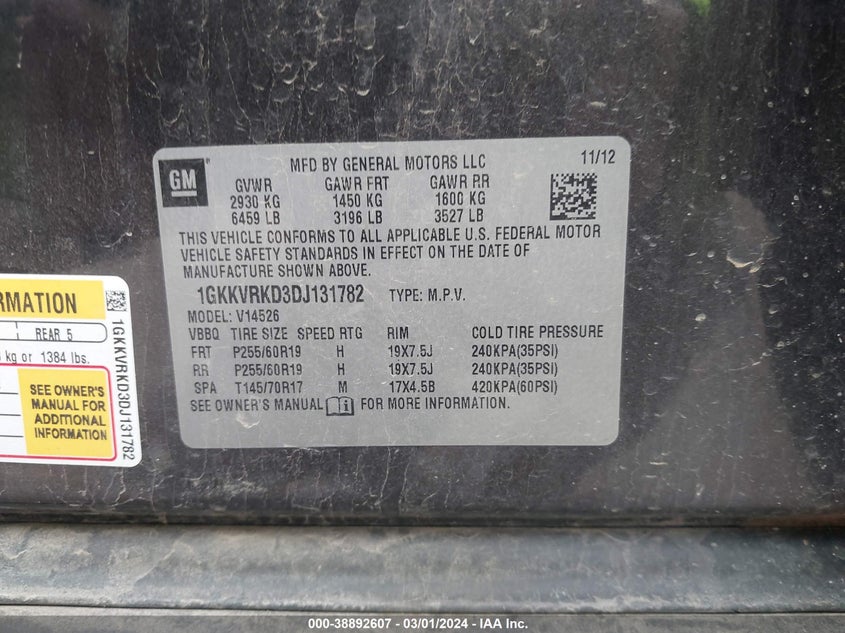 GM
MFD BY GENERAL MOTORS LLC 11/12
GVWR GAWR FRT GAWR RR
2930 KG 1450 KG 1600 KG
6459 LB 3196 LB 3527 LB
THIS VEHICLE CONFORMS TO ALL APPLICABLE U.S. FEDERAL MOTOR
VEHICLE SAFETY STANDARDS IN EFFECT ON THE DATE OF
MANUFACTURE SHOWN ABOVE.
1GKKVRKD3DJ131782 TYPE: M.P.V.
MODEL: V14526
VBBQ TIRE SIZE SPEED RTG RIM COLD TIRE PRESSURE
FRT P255/60R19 H 19X7.5J 240KPA(35PSI)
RR P255/60R19 H 19X7.5J 240KPA(35PSI)
SPA T145/70R17 M 17X4.5B 420KPA(60PSI)
SEE OWNER'S MANUAL FOR MORE INFORMATION.
RMATION
REAR 5
kg or 1384 lbs.
SEE OWNER'S
MANUAL FOR
ADDITIONAL
INFORMATION
1GKKVRKD3DJ131782
000-38892607 - 03/01/2024 - IAA Inc.